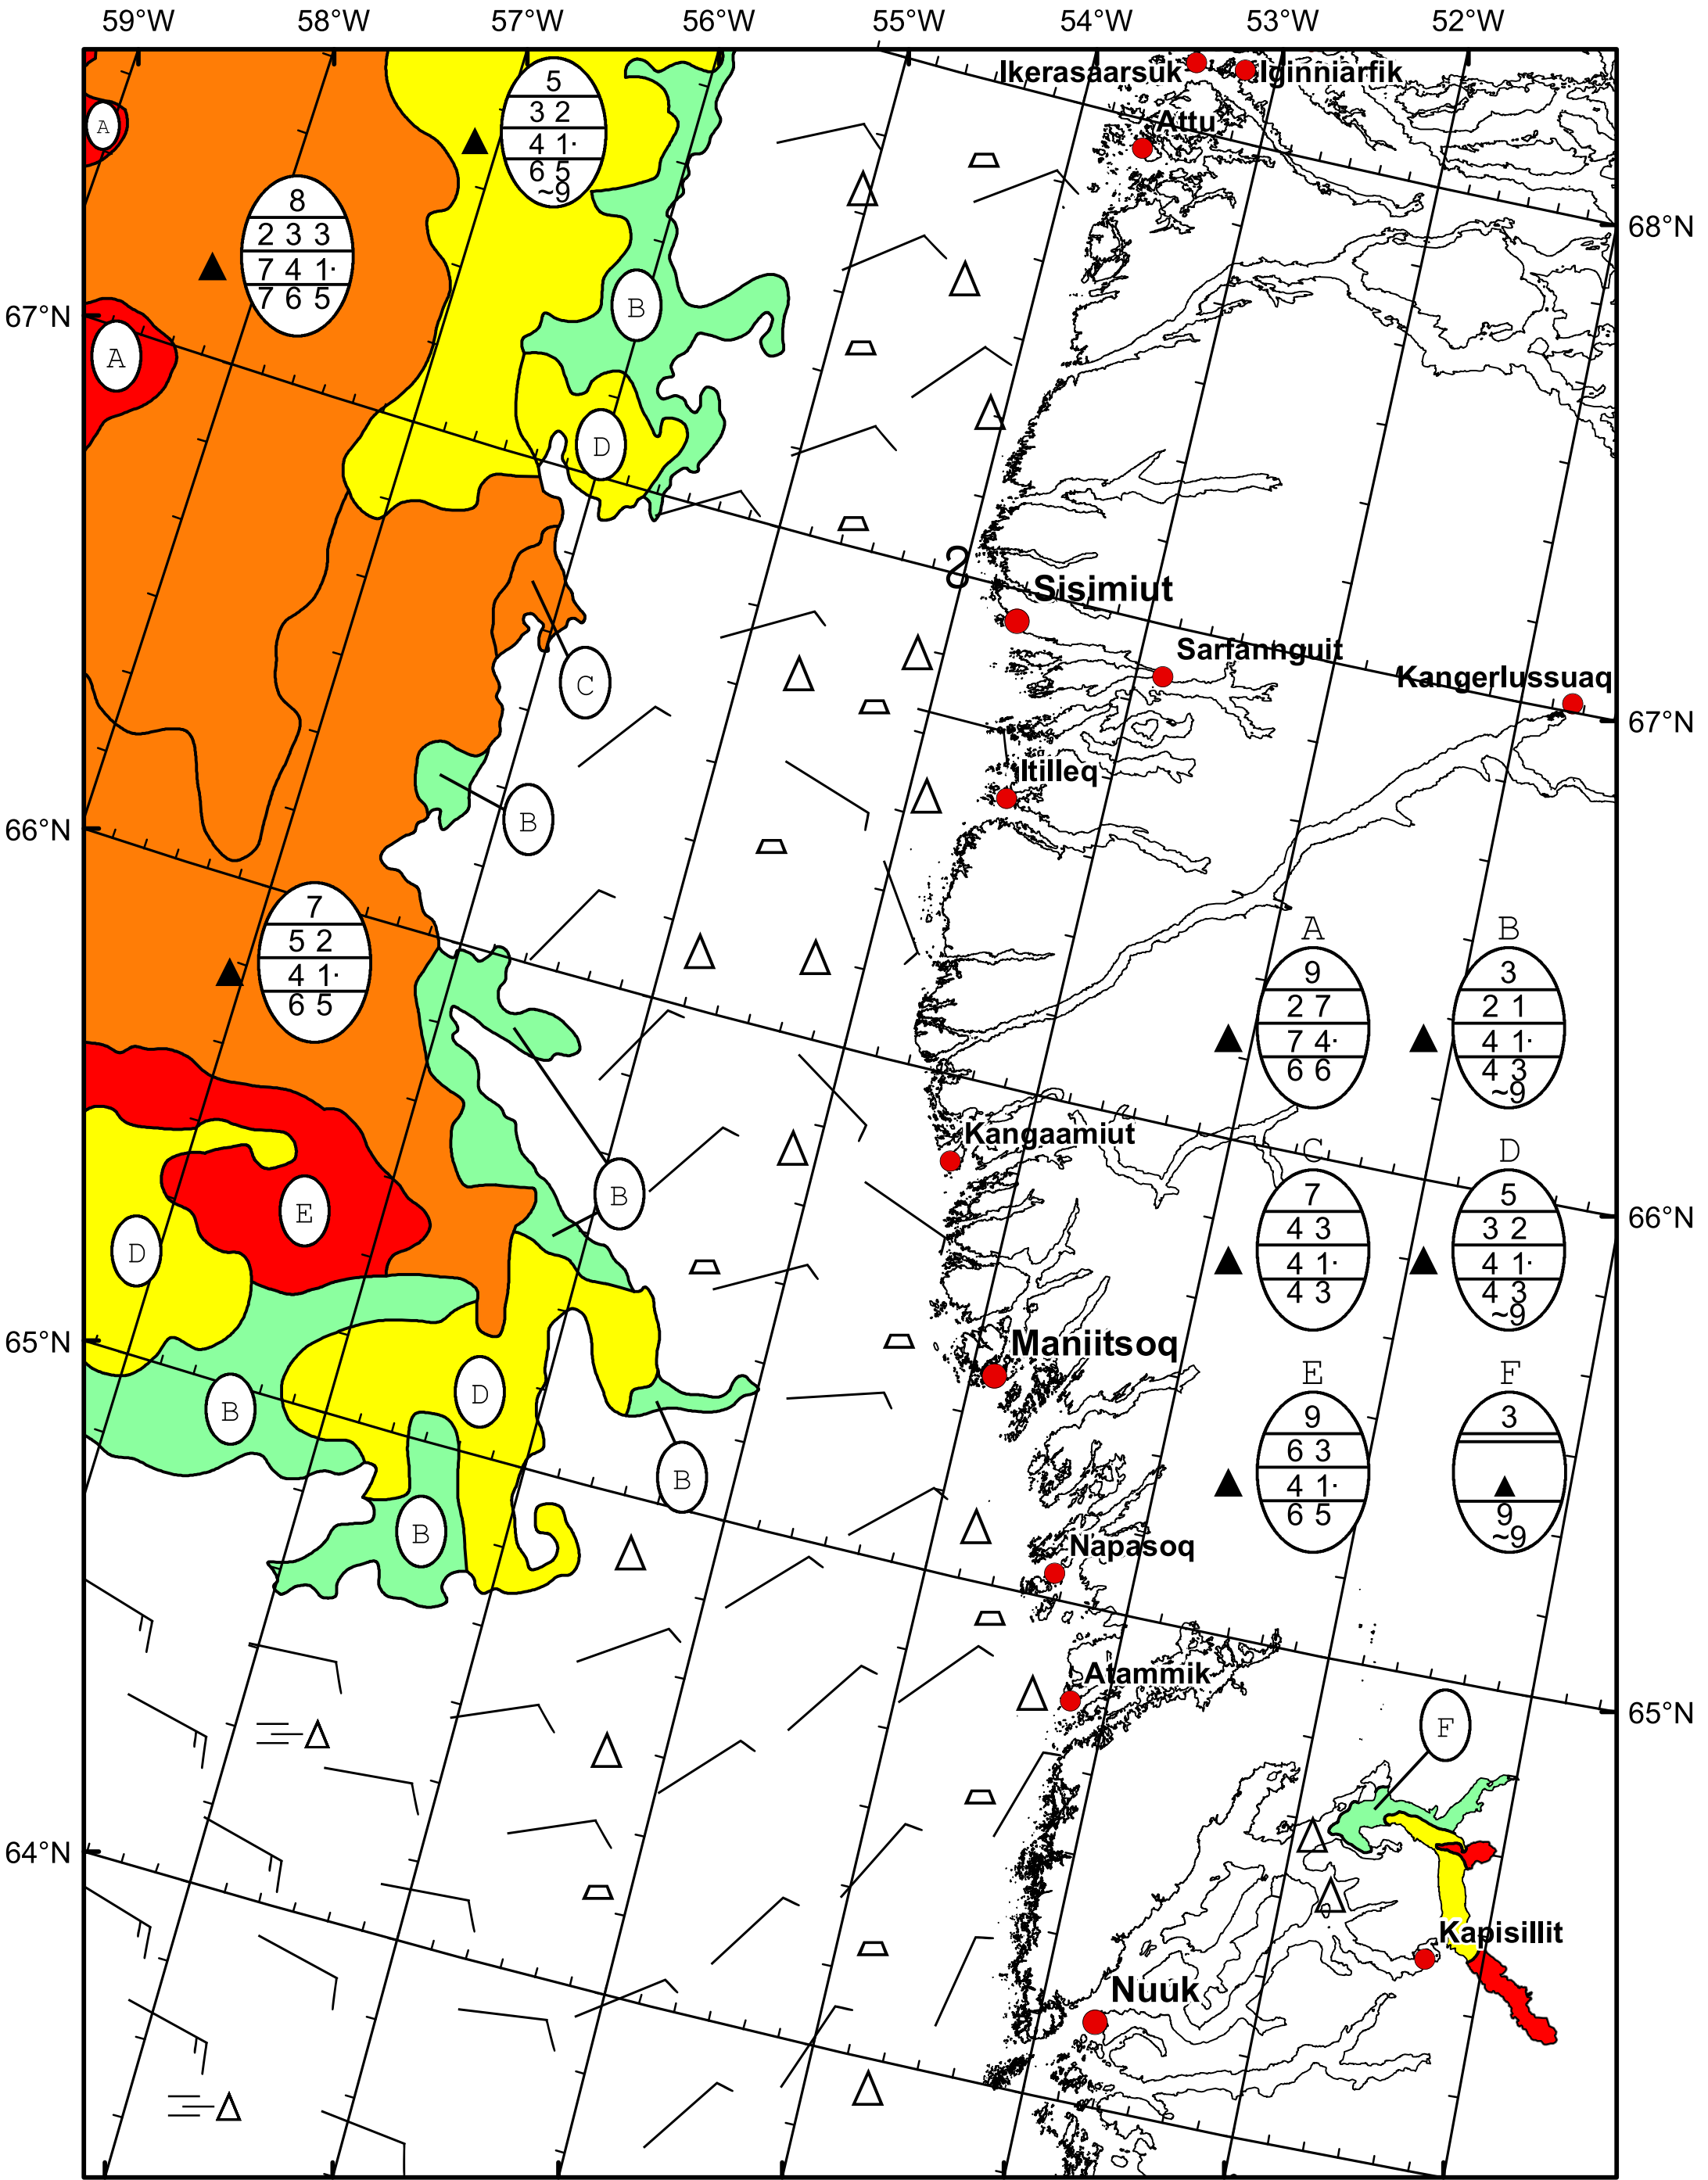 59°W 58°W 57°W 56°W 55°W 54°W 53°W 52°W
Ikerasaarsuk
Iginniarfik
5
3 2
4 1·
6 5
~9
A
Attu
8
2 3 3
7 4 1·
7 6 5
68°N
67°N
B
A
D
Sisimiut
Sarfannguit
Kangerlussuaq
C
67°N
Itilleq
B
66°N
7
5 2
4 1·
6 5
A
9
2 7
7 4·
6 6
B
3
2 1
4 1·
4 3
~9
Kangaamiut
C
7
4 3
4 1·
4 3
D
5
3 2
4 1·
4 3
~9
B
E
D
66°N
65°N
Maniitsoq
D
B
E
9
6 3
4 1·
6 5
F
3
9
~9
B
B
Napasoq
Atammik
65°N
F
64°N
Kapisillit
Nuuk